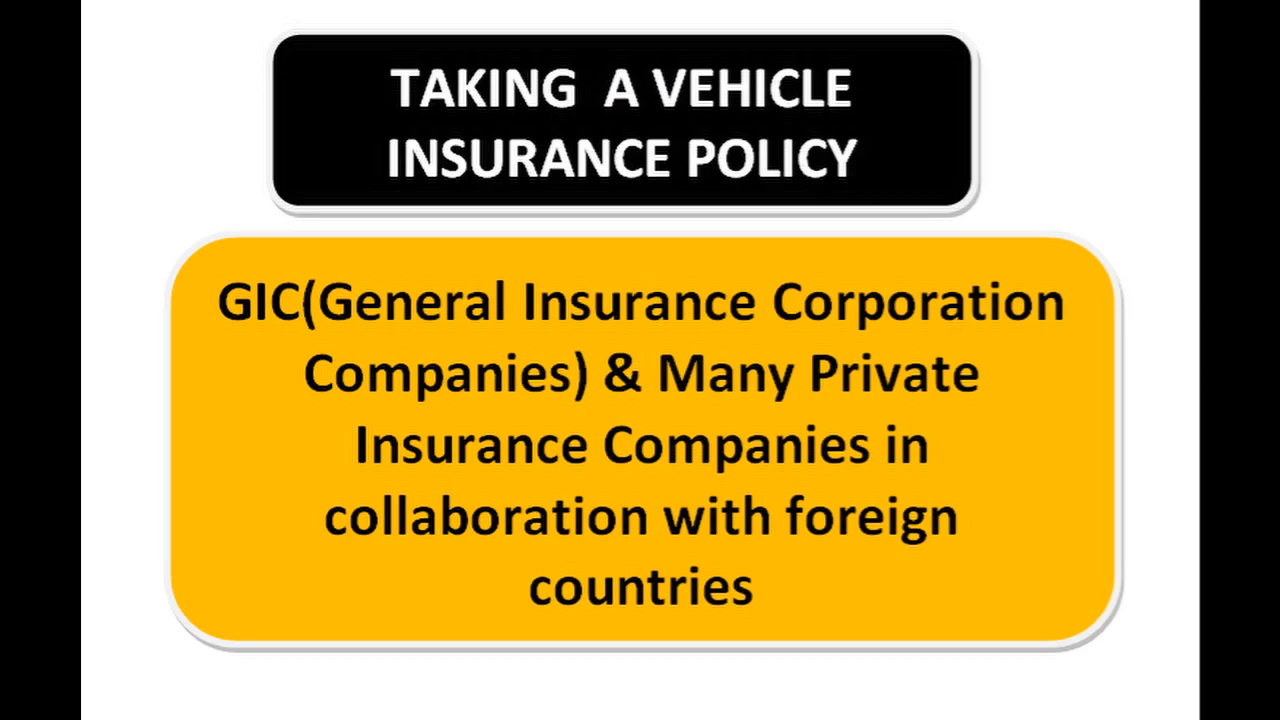 TAKING  A VEHICLE
INSURANCE POLICY
GIC(General Insurance Corporation
Companies) & Many Private
Insurance Companies in
collaboration with foreign
countries